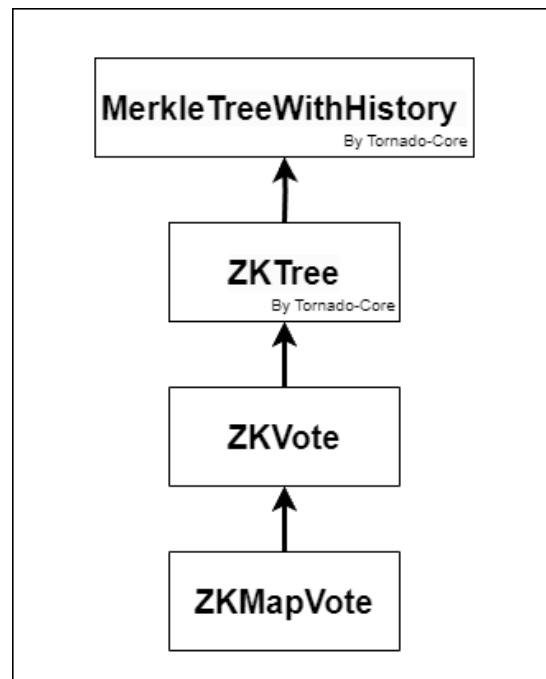 MerkleTreeWithHistory
By Tornado-Core
ZKTree
By Tornado-Core
ZKVote
ZKMapVote